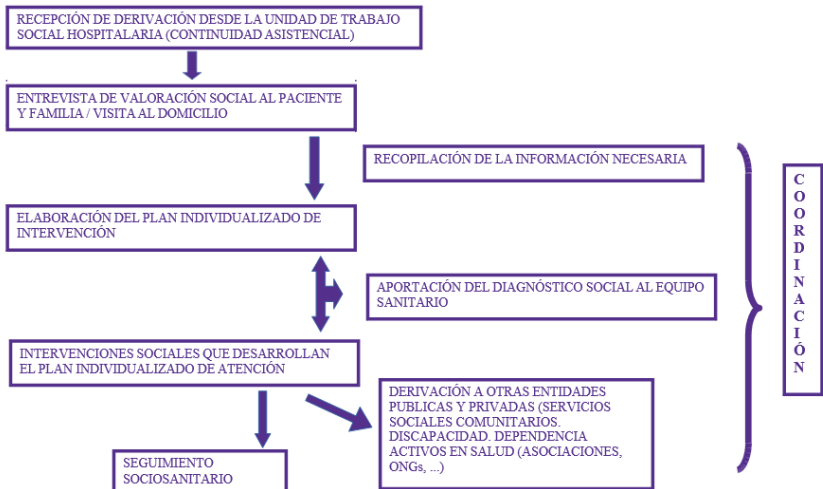 RECEPCIÓN DE DERIVACIÓN DESDE LA UNIDAD DE TRABAJO
SOCIAL HOSPITALARIA (CONTINUIDAD ASISTENCIAL)
ENTREVISTA DE VALORACIÓN SOCIAL AL PACIENTE
Y FAMILIA / VISITA AL DOMICILIO
RECOPILACIÓN DE LA INFORMACIÓN NECESARIA
ELABORACIÓN DEL PLAN INDIVIDUALIZADO DE
INTERVENCIÓN
APORTACIÓN DEL DIAGNÓSTICO SOCIAL AL EQUIPO
SANITARIO
INTERVENCIONES SOCIALES QUE DESARROLLAN
EL PLAN INDIVIDUALIZADO DE ATENCIÓN
DERIVACIÓN A OTRAS ENTIDADES
PUBLICAS Y PRIVADAS (SERVICIOS
SOCIALES COMUNITARIOS.
DISCAPACIDAD. DEPENDENCIA
ACTIVOS EN SALUD (ASOCIACIONES,
ONGs, ...)
SEGUIMIENTO
SOCIOSANITARIO
COORDINACIÓN